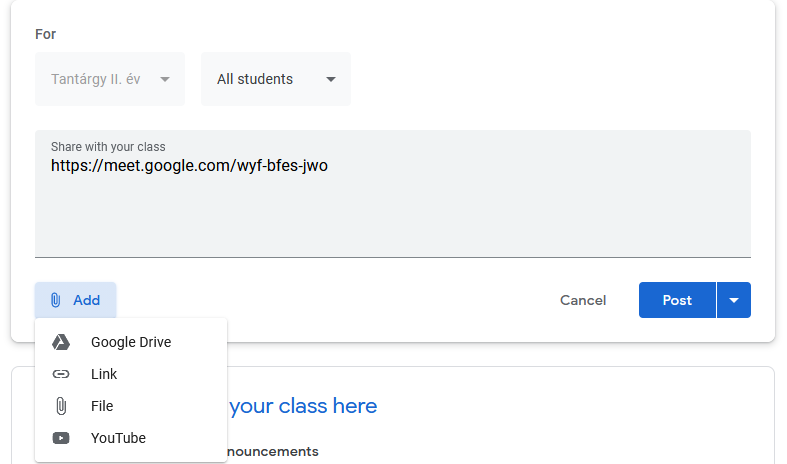 For
Tantárgy II. év All students
Share with your class
https://meet.google.com/wyf-bfes-jwo
Add Cancel Post
Google Drive
Link
File
YouTube
your class here
nouncements